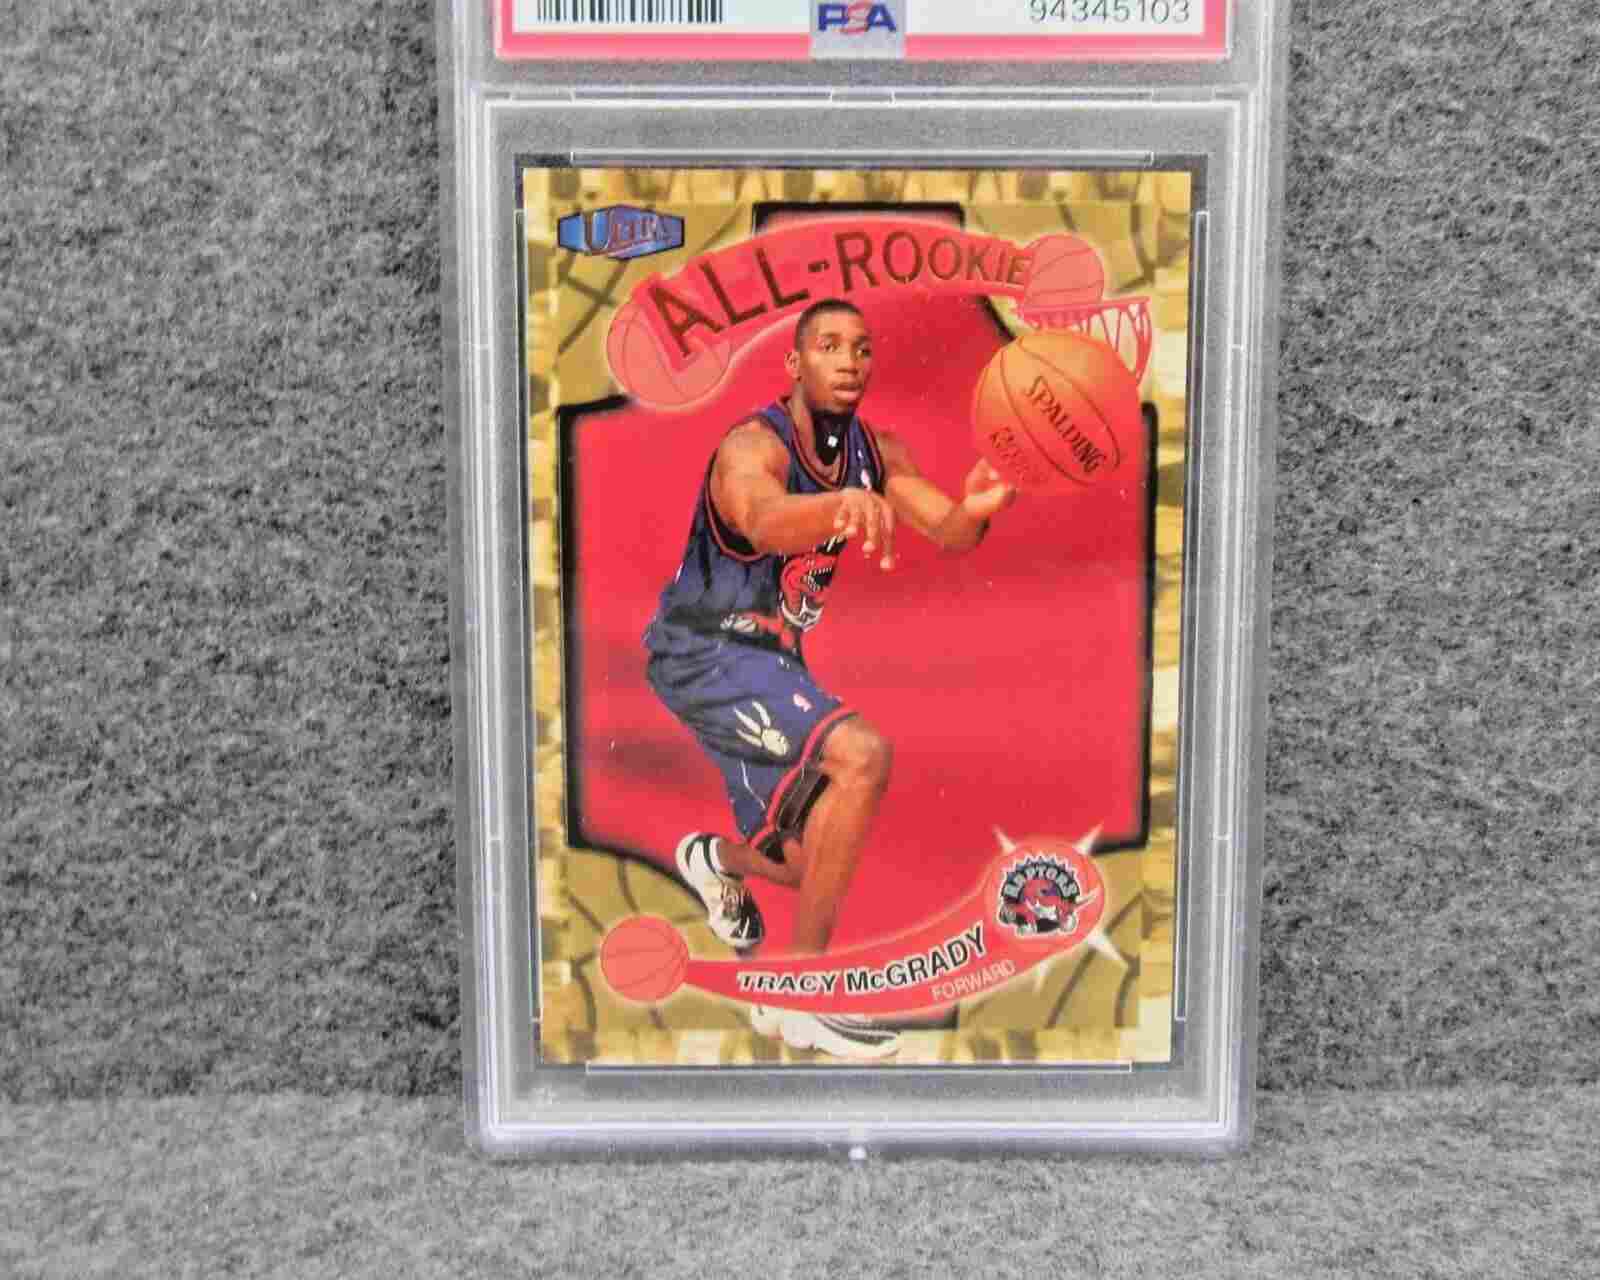 PSA
94345103
ULTRA
ALL-ROOKIE
SPALDING
RAPTORS
TRACY McGRADY
FORWARD